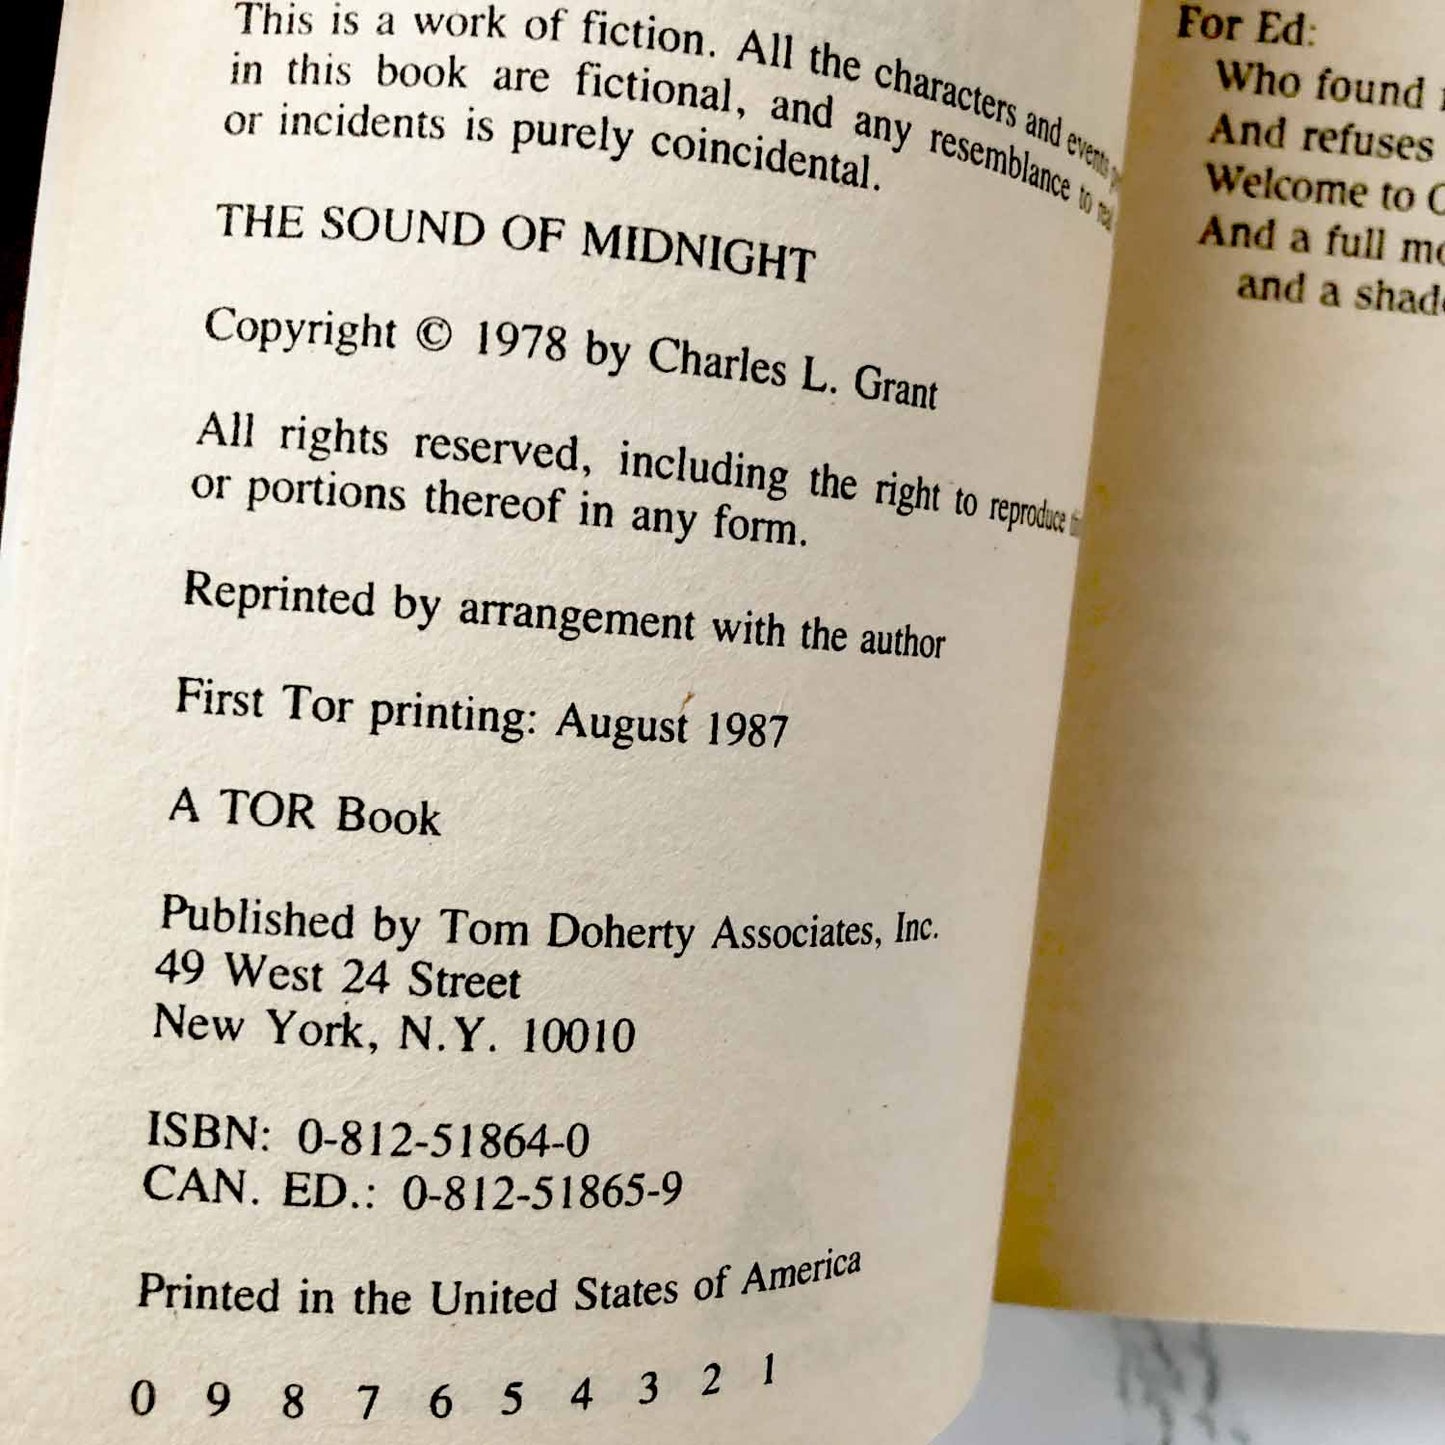 This is a work of fiction. All the characters and events
in this book are fictional, and any resemblance to real
or incidents is purely coincidental.
THE SOUND OF MIDNIGHT
Copyright © 1978 by Charles L. Grant
All rights reserved, including the right to reproduce
or portions thereof in any form.
Reprinted by arrangement with the author
First Tor printing: August 1987
A TOR Book
Published by Tom Doherty Associates, Inc.
49 West 24 Street
New York, N.Y. 10010
ISBN: 0-812-51864-0
CAN. ED.: 0-812-51865-9
Printed in the United States of America
0 9 8 7 6 5 4 3 2 1
For Ed:
Who found
And refuses
Welcome to
And a full
and a